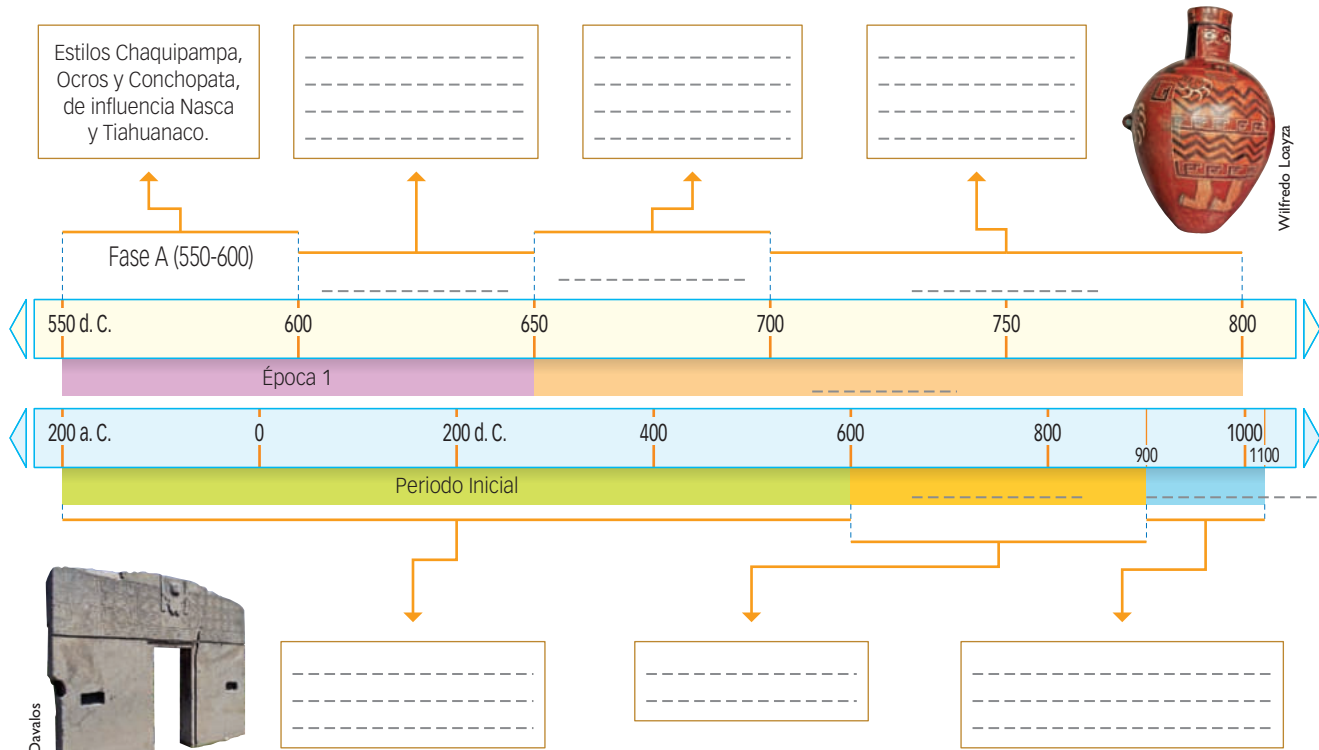 Estilos Chaquipampa,
Ocros y Conchopata,
de influencia Nasca
y Tiahuanaco.
Wilfredo Loayza
Fase A (550-600)
550 d. C. 600 650 700 750 800
Época 1
200 a. C. 0 200 d. C. 400 600 800 900 1000 1100
Periodo Inicial
Davalos